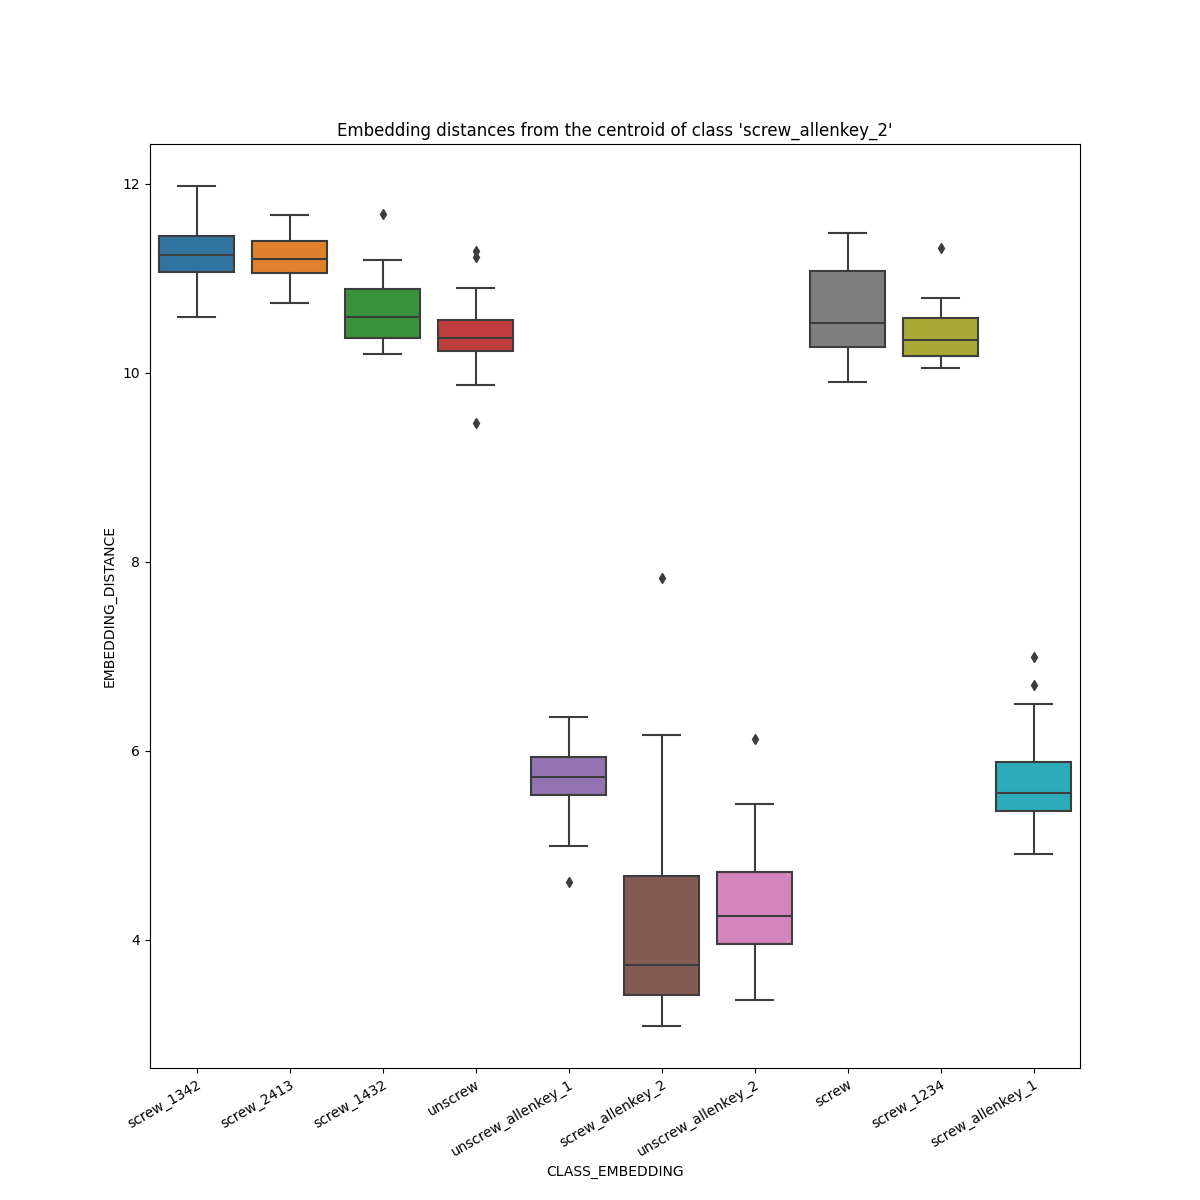 Embedding distances from the centroid of class 'screw_allenkey_2'
12
10
8
6
4
EMBEDDING_DISTANCE
screw_1342
screw_2413
screw_1432
unscrew
unscrew_allenkey_1
screw_allenkey_2
unscrew_allenkey_2
screw
screw_1234
screw_allenkey_1
CLASS_EMBEDDING